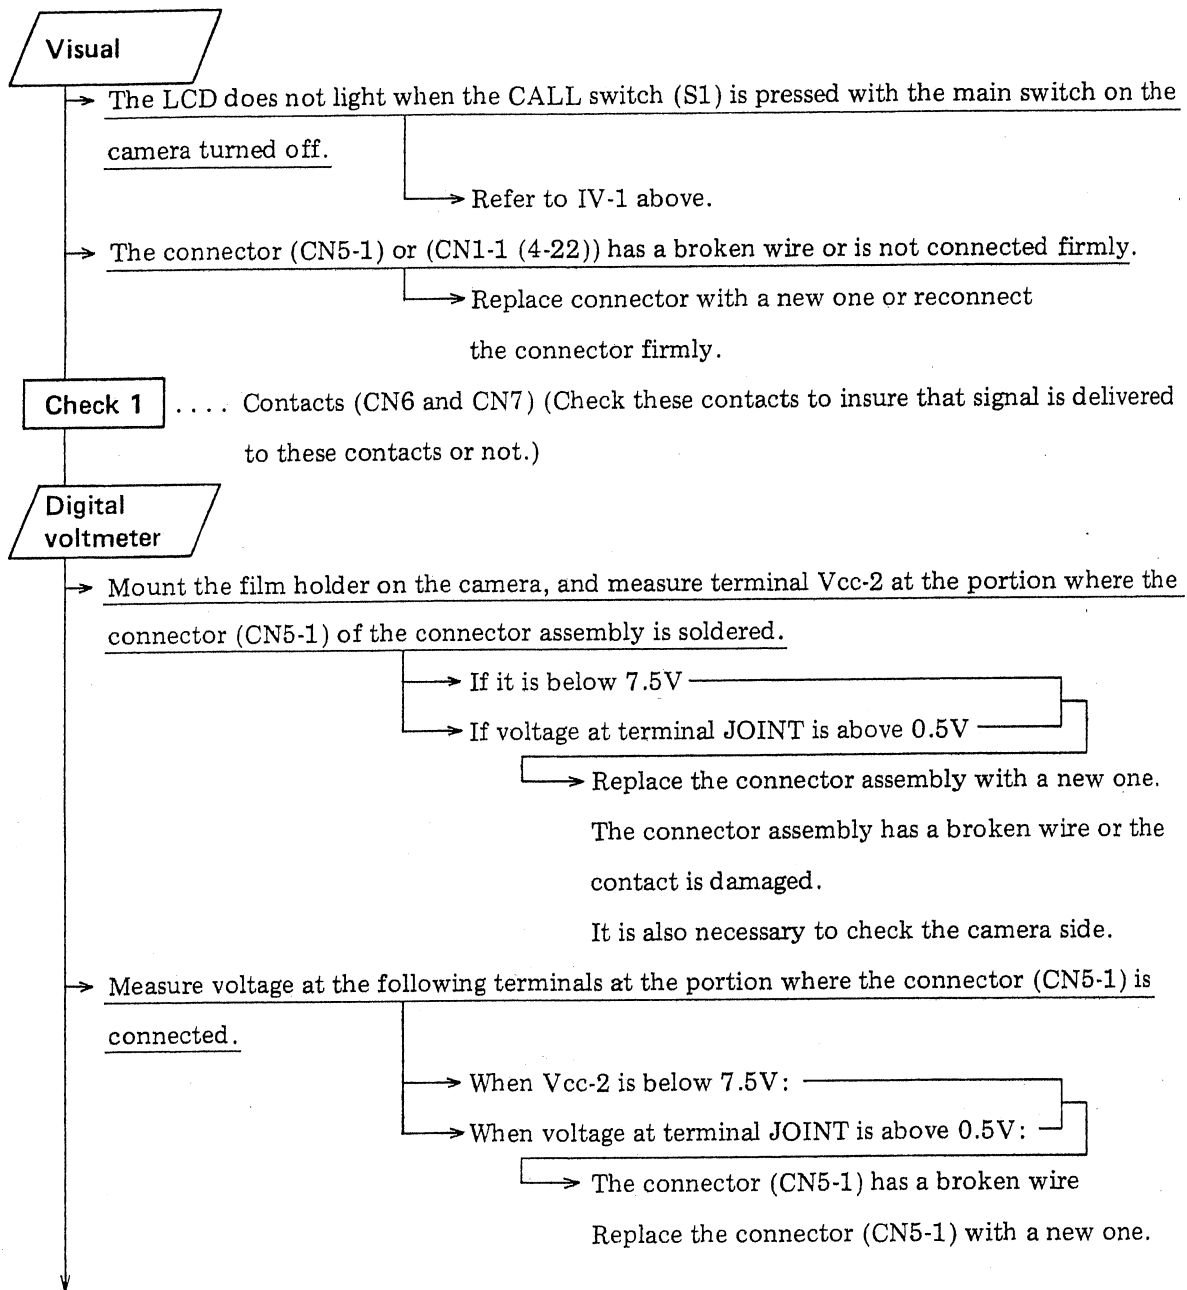 Visual
The LCD does not light when the CALL switch (S1) is pressed with the main switch on the
camera turned off.
Refer to IV-1 above.
The connector (CN5-1) or (CN1-1 (4-22)) has a broken wire or is not connected firmly.
Replace connector with a new one or reconnect
the connector firmly.
Check 1 .... Contacts (CN6 and CN7) (Check these contacts to insure that signal is delivered
to these contacts or not.)
Digital
voltmeter
Mount the film holder on the camera, and measure terminal Vcc-2 at the portion where the
connector (CN5-1) of the connector assembly is soldered.
If it is below 7.5V
If voltage at terminal JOINT is above 0.5V
Replace the connector assembly with a new one.
The connector assembly has a broken wire or the
contact is damaged.
It is also necessary to check the camera side.
Measure voltage at the following terminals at the portion where the connector (CN5-1) is
connected.
When Vcc-2 is below 7.5V:
When voltage at terminal JOINT is above 0.5V:
The connector (CN5-1) has a broken wire
Replace the connector (CN5-1) with a new one.